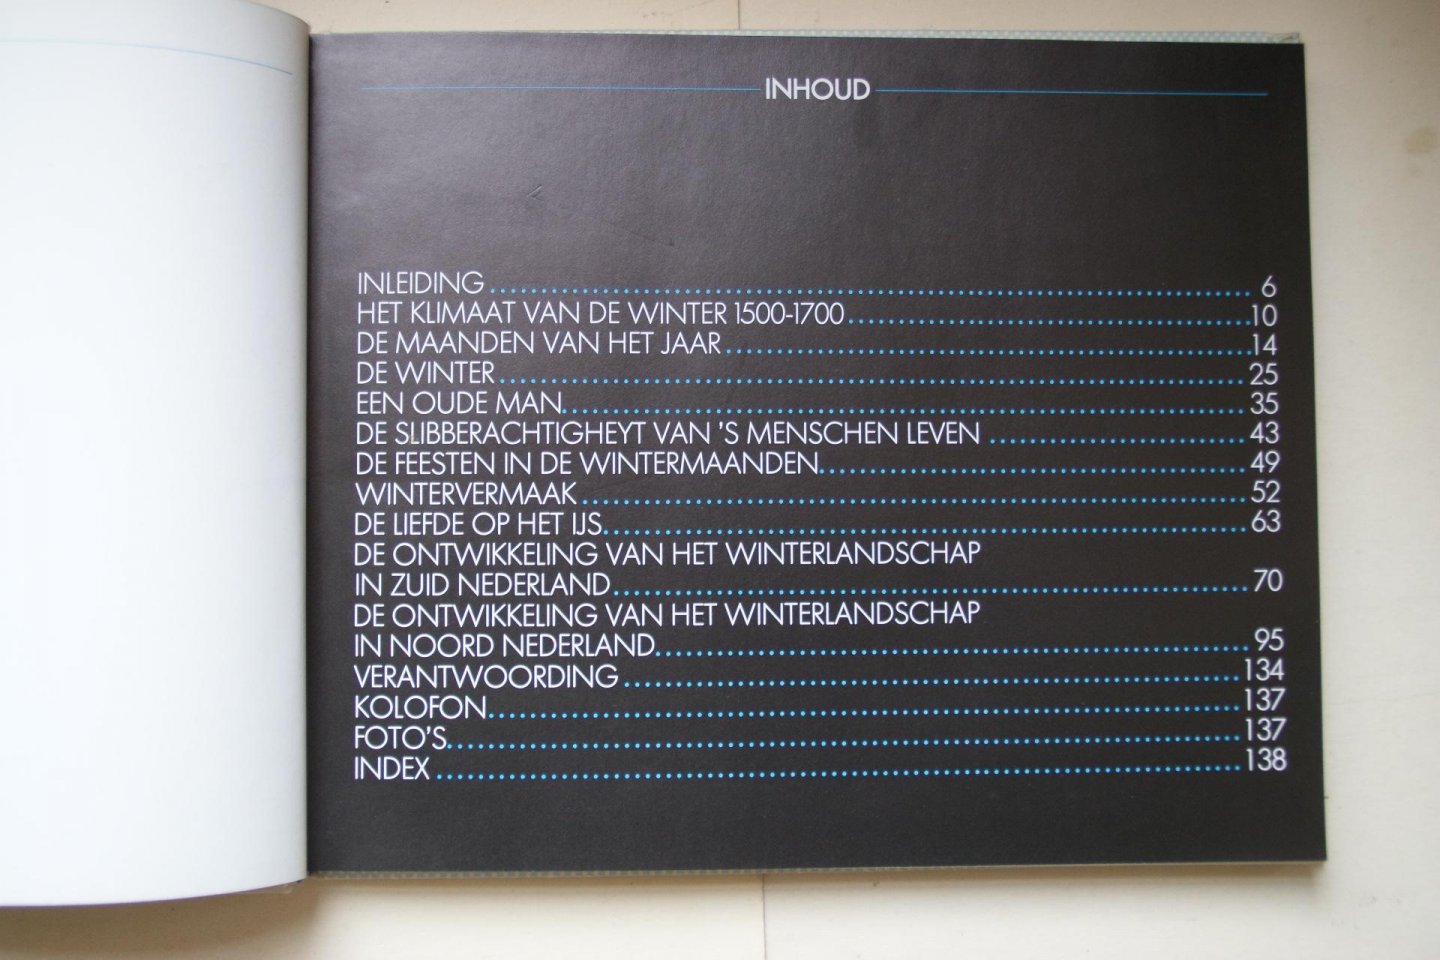 INHOUD
INLEIDING 6
HET KLIMAAT VAN DE WINTER 1500-1700 10
DE MAANDEN VAN HET JAAR 14
DE WINTER 25
EEN OUDE MAN 35
DE SLIBBERACHTIGHEYT VAN 'S MENSCHEN LEVEN 43
DE FEESTEN IN DE WINTERMAANDEN 49
WINTERVERMAAK 52
DE LIEFDE OP HET IJS 63
DE ONTWIKKELING VAN HET WINTERLANDSCHAP
IN ZUID NEDERLAND 70
DE ONTWIKKELING VAN HET WINTERLANDSCHAP
IN NOORD NEDERLAND 95
VERANTWOORDING 134
KOLOFON 137
FOTO'S 137
INDEX 138